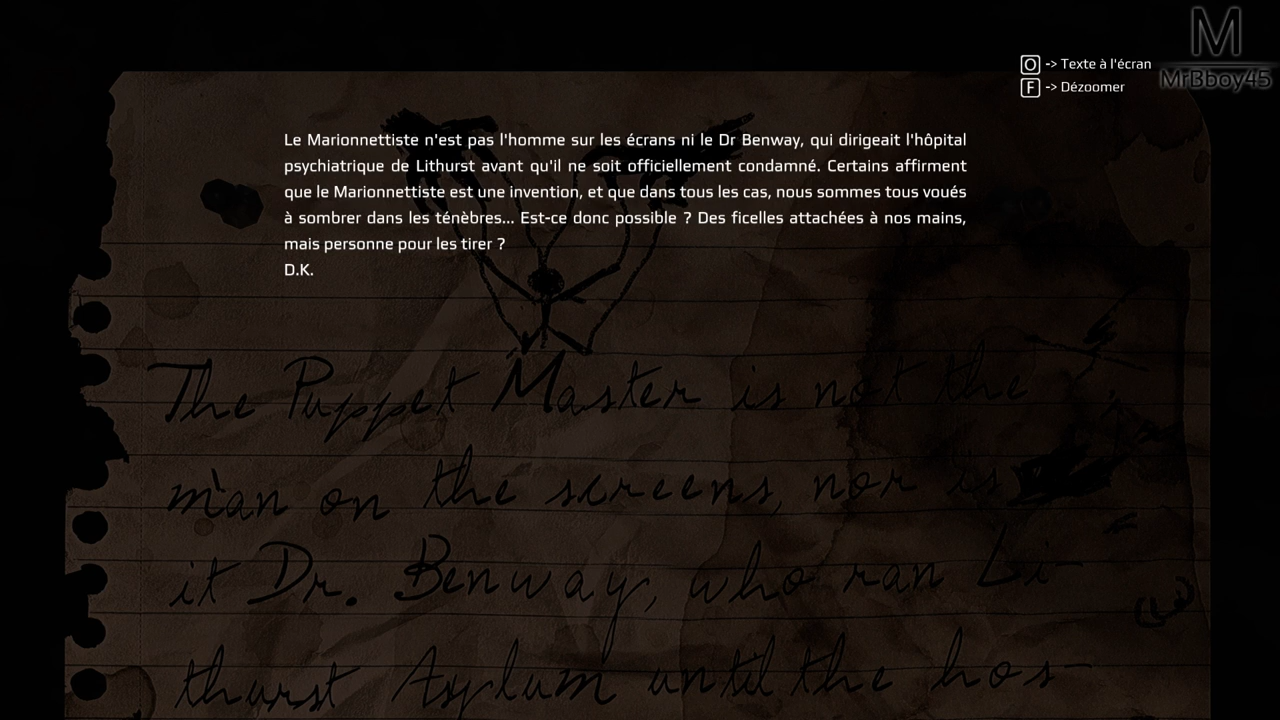 M
MrBboy45
O -> Texte à l'écran
F -> Dézoomer
Le Marionnettiste n'est pas l'homme sur les écrans ni le Dr Benway, qui dirigeait l'hôpital
psychiatrique de Lithurst avant qu'il ne soit officiellement condamné. Certains affirment
que le Marionnettiste est une invention, et que dans tous les cas, nous sommes tous voués
à sombrer dans les ténèbres... Est-ce donc possible ? Des ficelles attachées à nos mains,
mais personne pour les tirer ?
D.K.
The Puppet Master is not the
man on the screens, nor is
it Dr. Benway, who ran Li-
thurst Asylum until the hos-